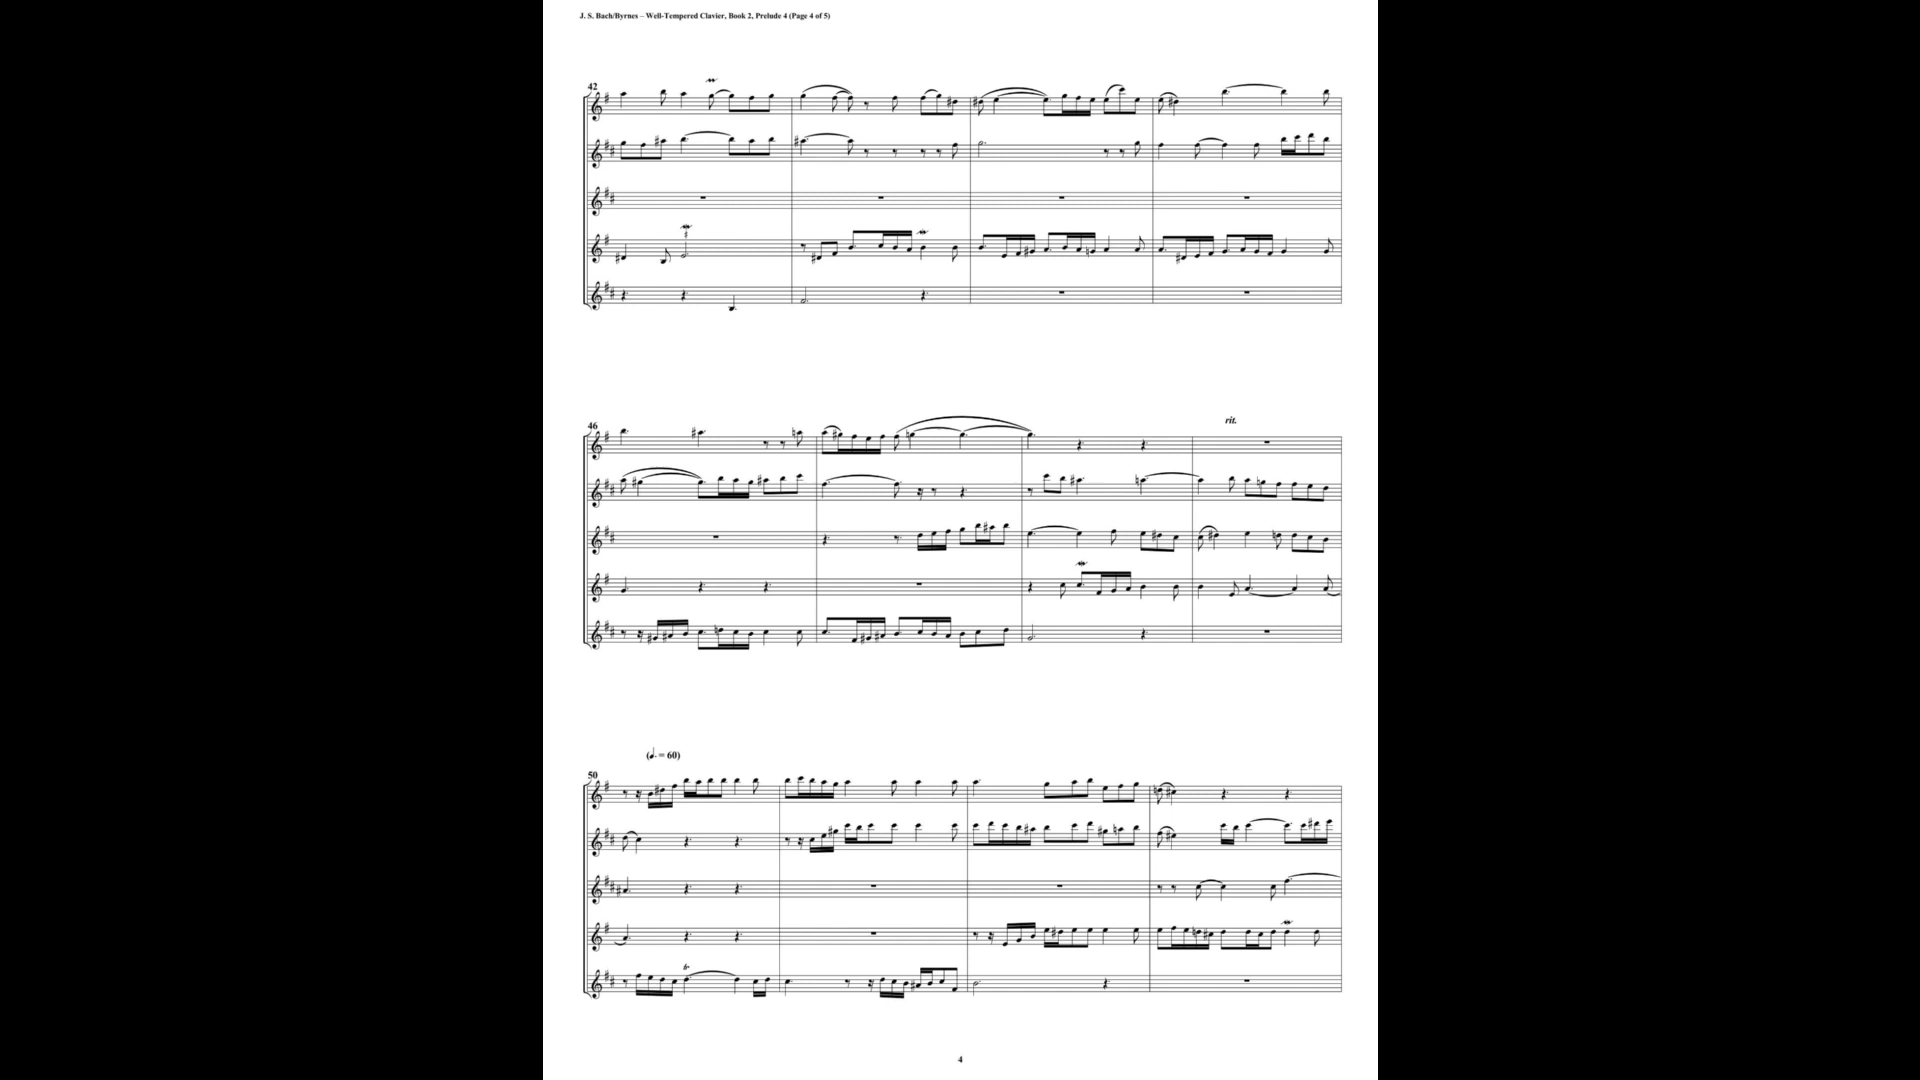 J. S. Bach/Byrnes – Well-Tempered Clavier, Book 2, Prelude 4 (Page 4 of 5)
42
46
rit.
(♩. = 60)
50
tr
4